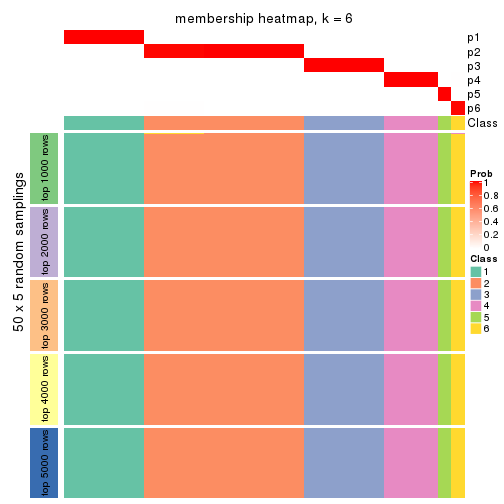 membership heatmap, k = 6
p1
p2
p3
p4
p5
p6
Class
50 x 5 random samplings
top 1000 rows
top 2000 rows
top 3000 rows
top 4000 rows
top 5000 rows
Prob
1
0.8
0.6
0.4
0.2
0
Class
1
2
3
4
5
6